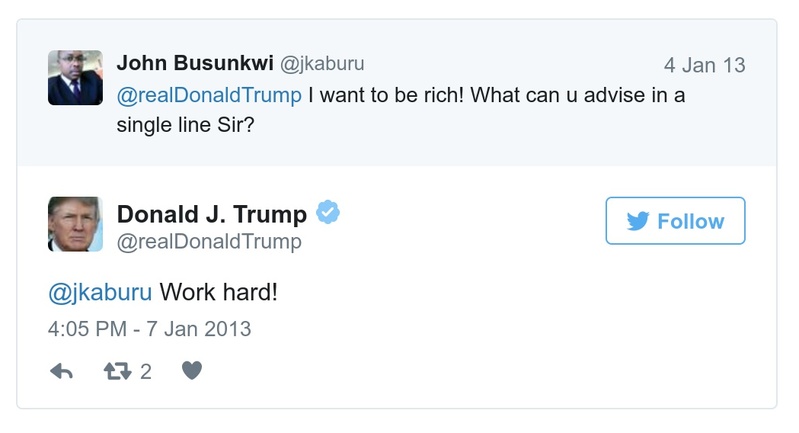 John Busunkwi @jkaburu 4 Jan 13
@realDonaldTrump I want to be rich! What can u advise in a
single line Sir?
Donald J. Trump
@realDonaldTrump
Follow
@jkaburu Work hard!
4:05 PM - 7 Jan 2013
2